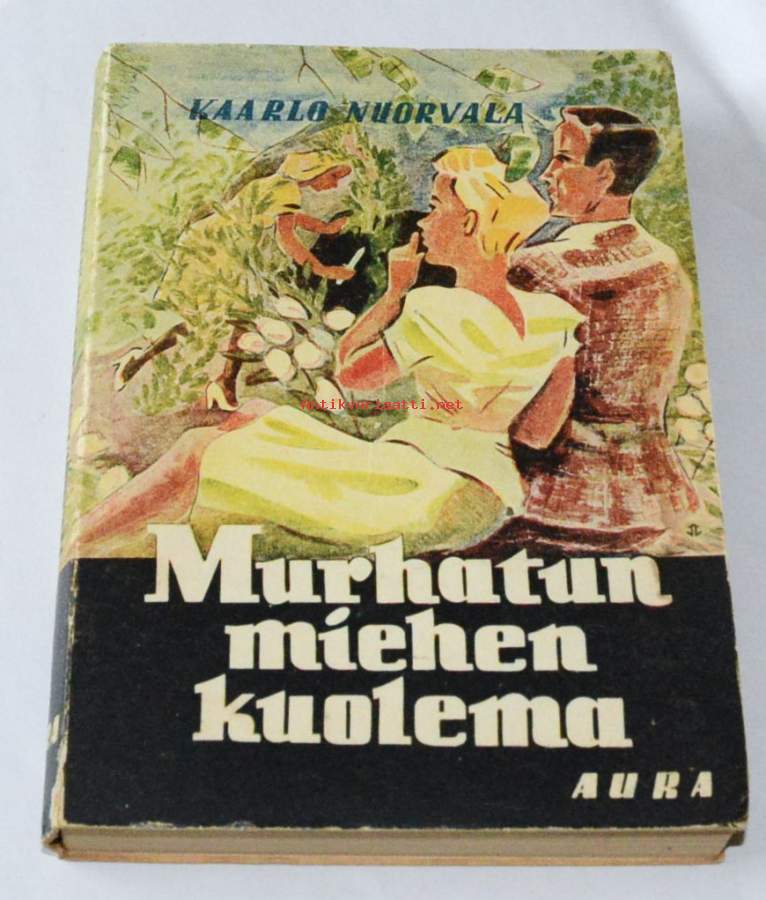 KAARLO NUORVALA
antikvariaatti.net
Murhatun
miehen
kuolema
AURA